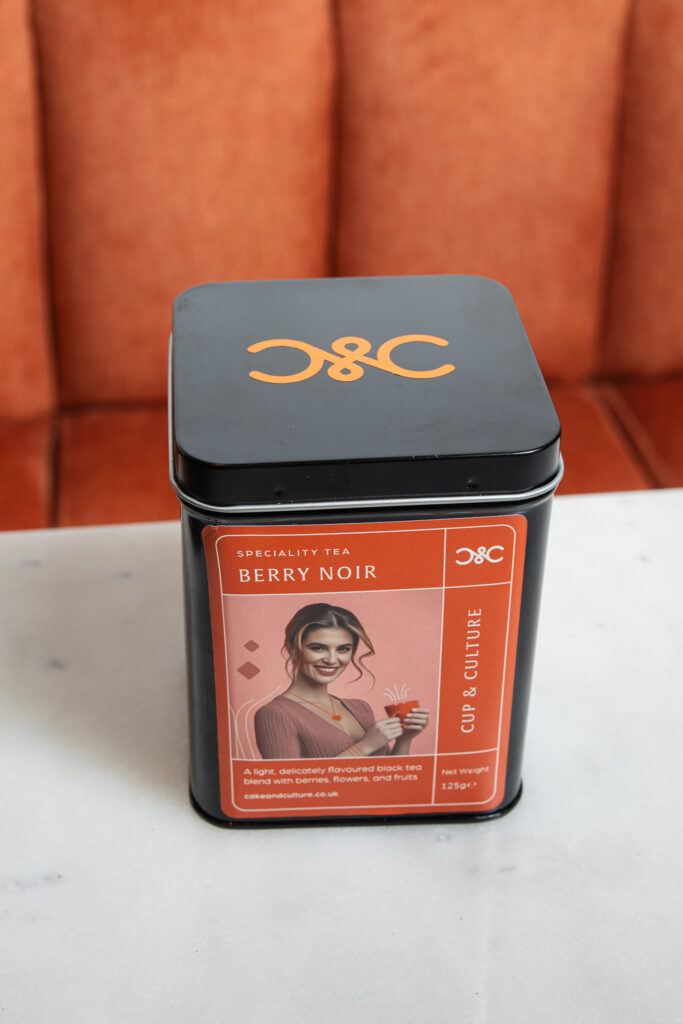 C&C
SPECIALITY TEA
BERRY NOIR
C&C
CUP & CULTURE
A light, delicately flavoured black tea
blend with berries, flowers, and fruits
cakeandculture.co.uk
Net Weight
125g℮